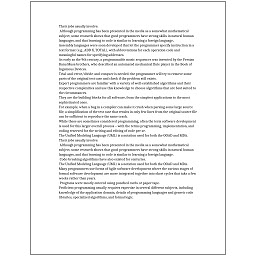 Their jobs usually involve:
Although programming has been presented in the media as a somewhat mathematical
subject, some research shows that good programmers have strong skills in natural human
languages, and that learning to code is similar to learning a foreign language.
Assembly languages were soon developed that let the programmer specify instruction in a
text format (e.g., ADD X, TOTAL), with abbreviations for each operation code and
meaningful names for specifying addresses.
As early as the 9th century, a programmable music sequencer was invented by the Persian
Banu Musa brothers, who described an automated mechanical flute player in the Book of
Ingenious Devices.
Trial-and-error/divide-and-conquer is needed: the programmer will try to remove some
parts of the original test case and check if the problem still exists.
Expert programmers are familiar with a variety of well-established algorithms and their
respective complexities and use this knowledge to choose algorithms that are best suited to
the circumstances.
They are the building blocks for all software, from the simplest applications to the most
sophisticated ones.
For example, when a bug in a compiler can make it crash when parsing some large source
file, a simplification of the test case that results in only few lines from the original source file
can be sufficient to reproduce the same crash.
While these are sometimes considered programming, often the term software development
is used for this larger overall process – with the terms programming, implementation, and
coding reserved for the writing and editing of code per se.
The Unified Modeling Language (UML) is a notation used for both the OOAD and MDA.
Their jobs usually involve:
Although programming has been presented in the media as a somewhat mathematical
subject, some research shows that good programmers have strong skills in natural human
languages, and that learning to code is similar to learning a foreign language.
Code-breaking algorithms have also existed for centuries.
The Unified Modeling Language (UML) is a notation used for both the OOAD and MDA.
Many programmers use forms of Agile software development where the various stages of
formal software development are more integrated together into short cycles that take a few
weeks rather than years.
Programs were mostly entered using punched cards or paper tape.
Proficient programming usually requires expertise in several different subjects, including
knowledge of the application domain, details of programming languages and generic code
libraries, specialized algorithms, and formal logic.